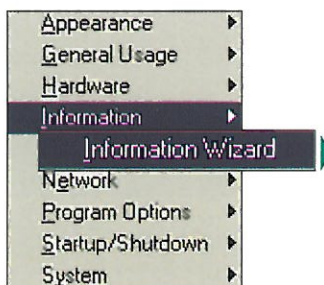 Appearance
General Usage
Hardware
Information
Information Wizard
Network
Program Options
Startup/Shutdown
System